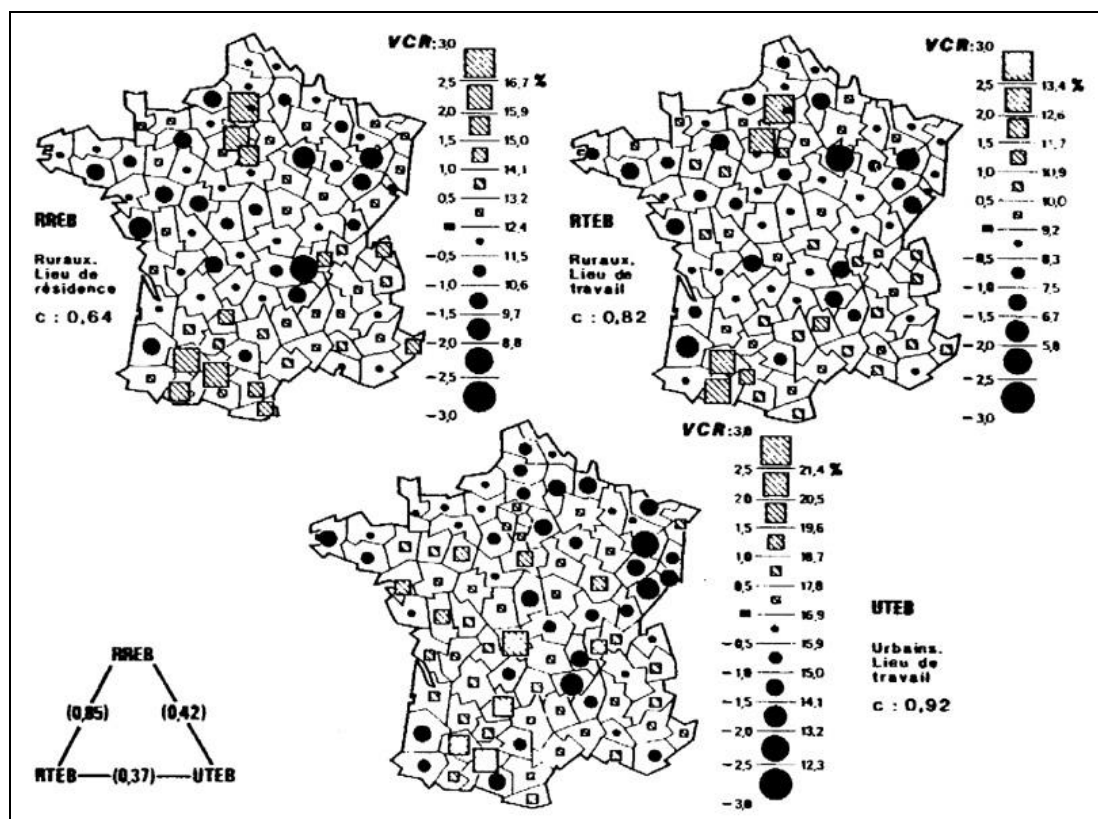 VCR: 3,0
2,5 16,7 %
2,0 15,9
1,5 15,0
1,0 14,1
0,5 13,2
12,4
-0,5 11,5
-1,0 10,6
-1,5 9,7
-2,0 8,8
-2,5
-3,0
RREB
Ruraux.
Lieu de
résidence
c : 0,64
VCR: 3,0
2,5 13,4 %
2,0 12,6
1,5 11,7
1,0 10,9
0,5 10,0
9,2
-0,5 8,3
-1,0 7,5
-1,5 6,7
-2,0 5,8
-2,5
-3,0
RTEB
Ruraux.
Lieu de
travail
c : 0,82
VCR: 3,0
2,5 21,4 %
2,0 20,5
1,5 19,6
1,0 18,7
0,5 17,8
16,9
-0,5 15,9
-1,0 15,0
-1,5 14,1
-2,0 13,2
-2,5 12,3
-3,0
UTEB
Urbains.
Lieu de
travail
c : 0,92
RREB
(0,85) (0,42)
RTEB (0,37) UTEB